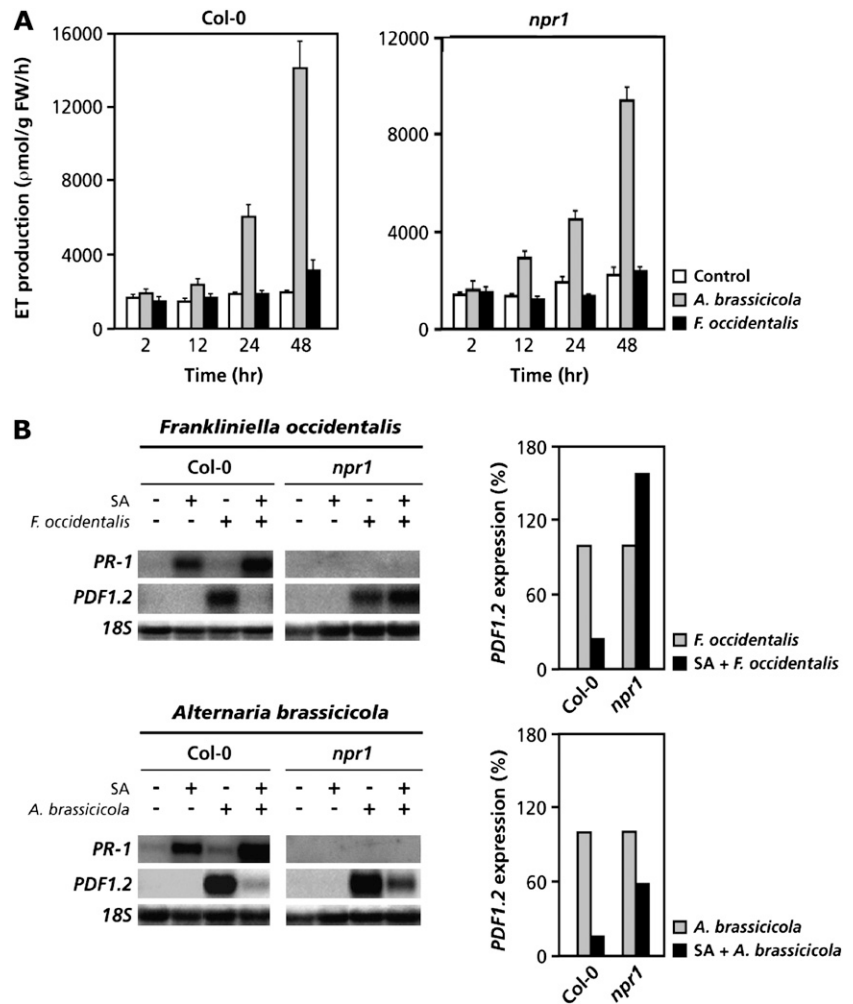 A
Col-0
npr1
ET production (ρmol/g FW/h)
16000
14000
12000
8000
4000
0
2 12 24 48
Time (hr)
12000
8000
4000
0
2 12 24 48
Time (hr)
Control
A. brassicicola
F. occidentalis
B
Frankliniella occidentalis
Col-0 npr1
SA - + - + - + - +
F. occidentalis - - + + - - + +
PR-1
PDF1.2
18S
PDF1.2 expression (%)
180
120
60
0
Col-0 npr1
F. occidentalis
SA + F. occidentalis
Alternaria brassicicola
Col-0 npr1
SA - + - + - + - +
A. brassicicola - - + + - - + +
PR-1
PDF1.2
18S
PDF1.2 expression (%)
180
120
60
0
Col-0 npr1
A. brassicicola
SA + A. brassicicola